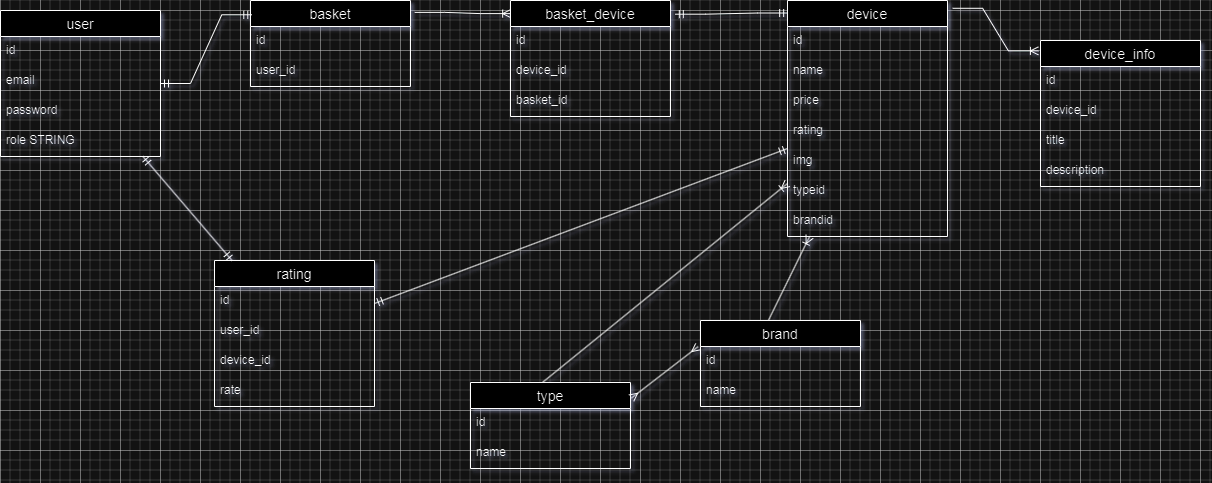 user
id
email
password
role STRING
basket
id
user_id
basket_device
id
device_id
basket_id
device
id
name
price
rating
img
typeid
brandid
device_info
id
device_id
title
description
rating
id
user_id
device_id
rate
type
id
name
brand
id
name